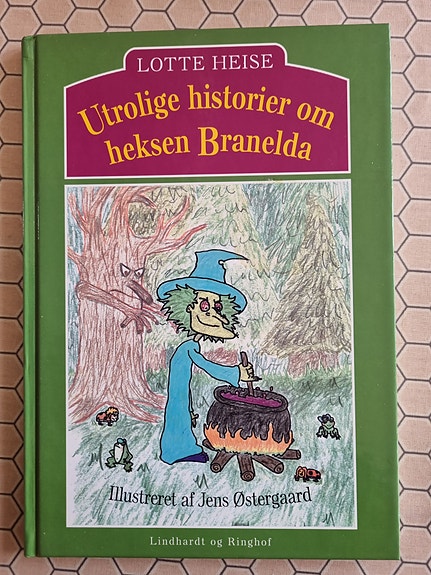 LOTTE HEISE
Utrolige historier om
heksen Branelda
Illustreret af Jens Østergaard
Lindhardt og Ringhof